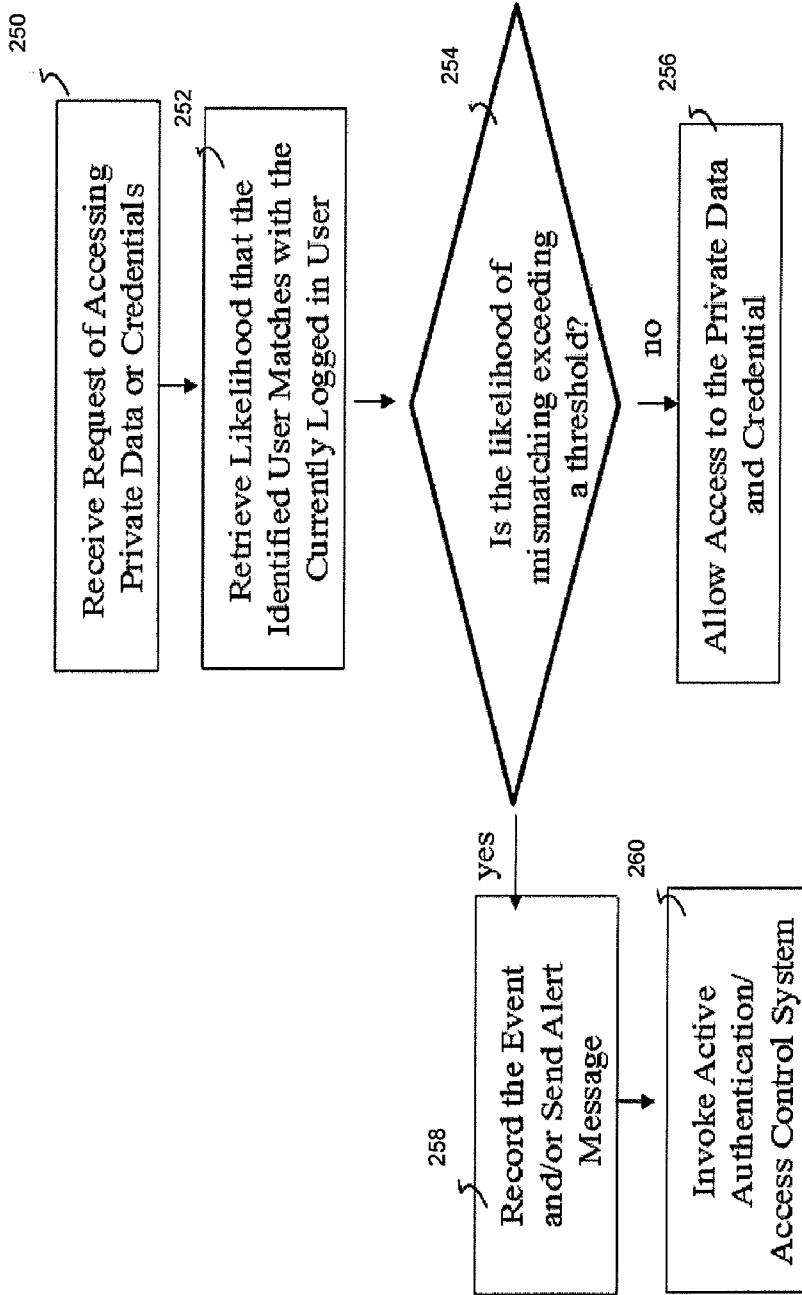 250
Receive Request of Accessing
Private Data or Credentials
252
Retrieve Likelihood that the
Identified User Matches with the
Currently Logged in User
254
Is the likelihood of
mismatching exceeding
a threshold?
yes
no
256
Allow Access to the Private Data
and Credential
258
Record the Event
and/or Send Alert
Message
260
Invoke Active
Authentication/
Access Control System